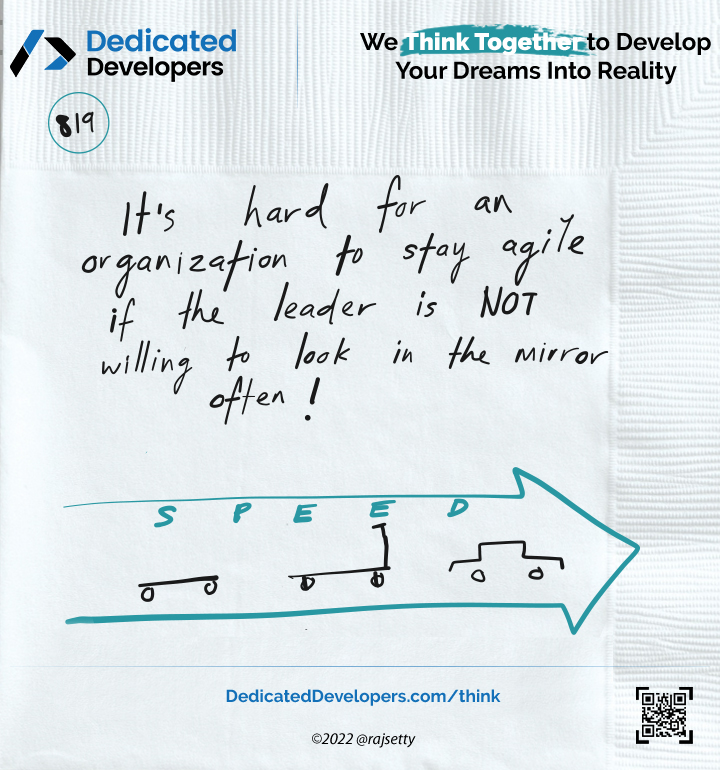 Dedicated
Developers
We Think Together to Develop
Your Dreams Into Reality
819
It's hard for an
organization to stay agile
if the leader is NOT
willing to look in the mirror
often!
SPEED
DedicatedDevelopers.com/think
©2022 @rajsetty